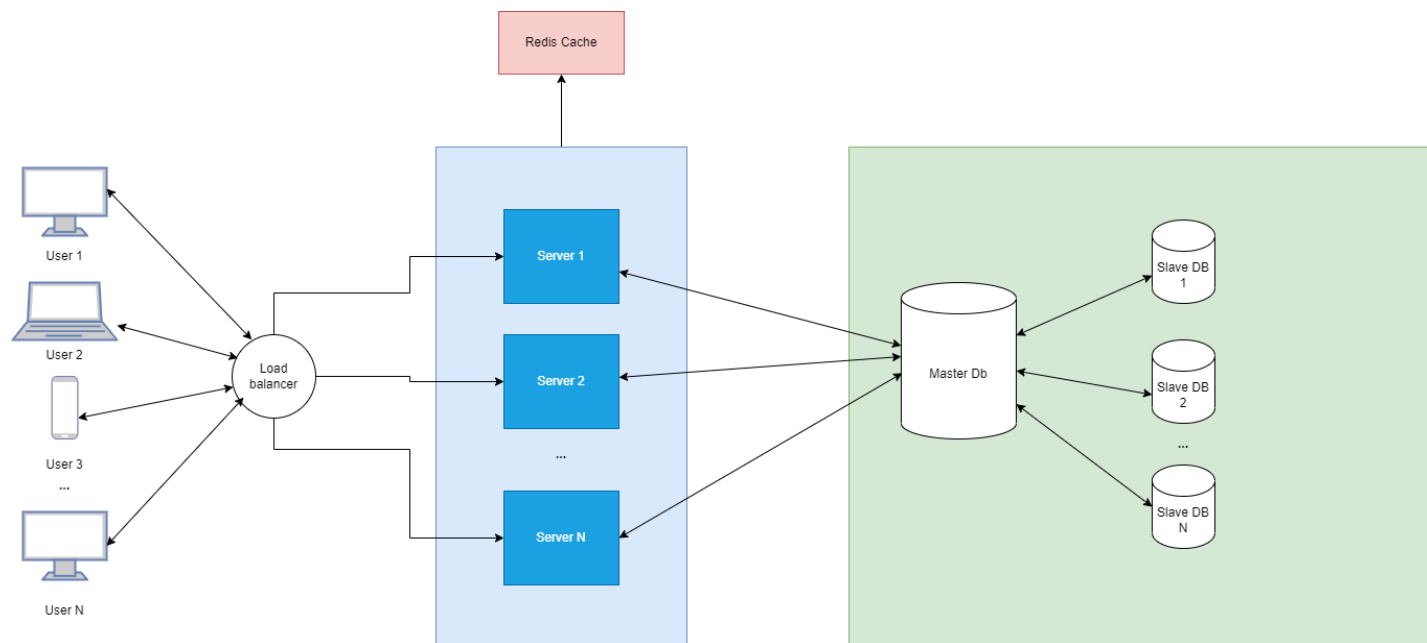 Redis Cache
User 1
User 2
User 3
...
User N
Load
balancer
Server 1
Server 2
...
Server N
Master Db
Slave DB
1
Slave DB
2
...
Slave DB
N